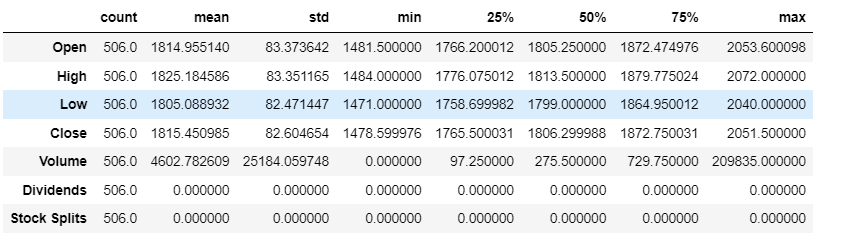 count mean std min 25% 50% 75% max
Open 506.0 1814.955140 83.373642 1481.500000 1766.200012 1805.250000 1872.474976 2053.600098
High 506.0 1825.184586 83.351165 1484.000000 1776.075012 1813.500000 1879.775024 2072.000000
Low 506.0 1805.088932 82.471447 1471.000000 1758.699982 1799.000000 1864.950012 2040.000000
Close 506.0 1815.450985 82.604654 1478.599976 1765.500031 1806.299988 1872.750031 2051.500000
Volume 506.0 4602.782609 25184.059748 0.000000 97.250000 275.500000 729.750000 209835.000000
Dividends 506.0 0.000000 0.000000 0.000000 0.000000 0.000000 0.000000 0.000000
Stock Splits 506.0 0.000000 0.000000 0.000000 0.000000 0.000000 0.000000 0.000000